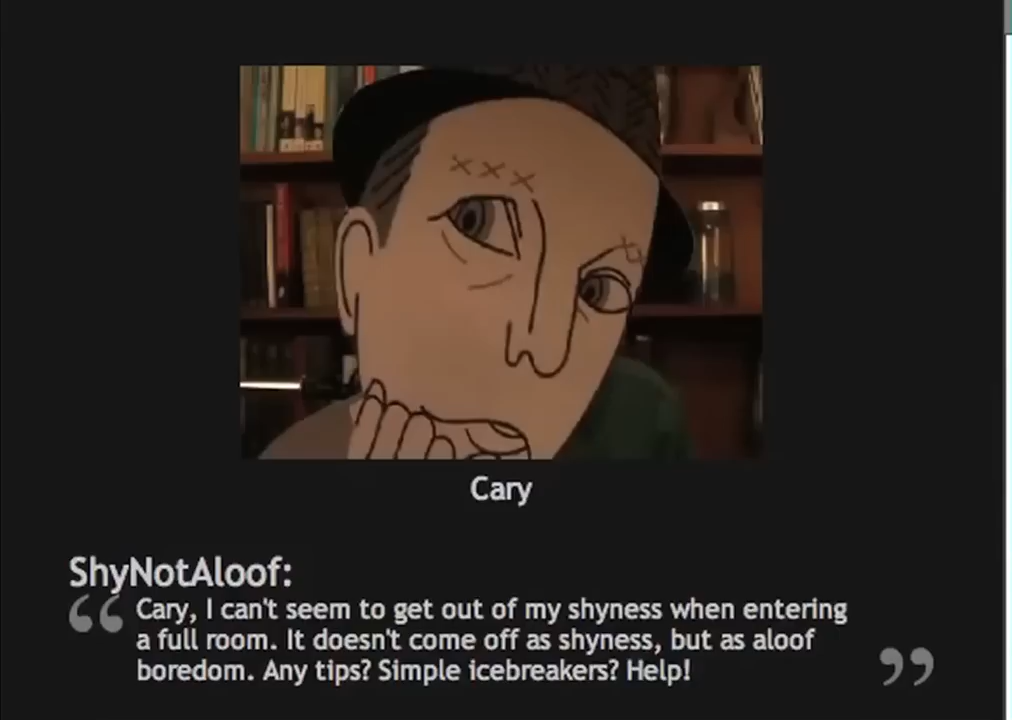 Cary
ShyNotAloof:
“ Cary, I can't seem to get out of my shyness when entering
a full room. It doesn't come off as shyness, but as aloof
boredom. Any tips? Simple icebreakers? Help! ”